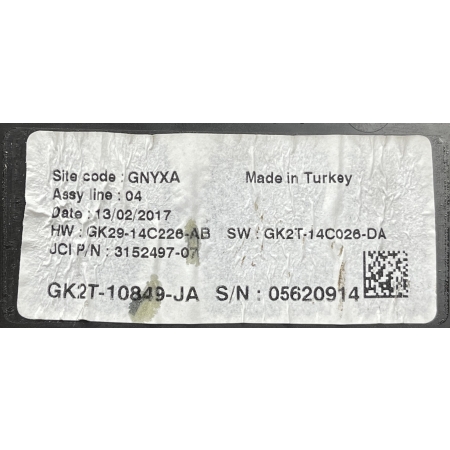 Site code : GNYXA Made in Turkey
Assy line : 04
Date : 13/02/2017
HW : GK29-14C226-AB SW : GK2T-14C026-DA
JCI P/N : 3152497-07
GK2T-10849-JA S/N : 05620914